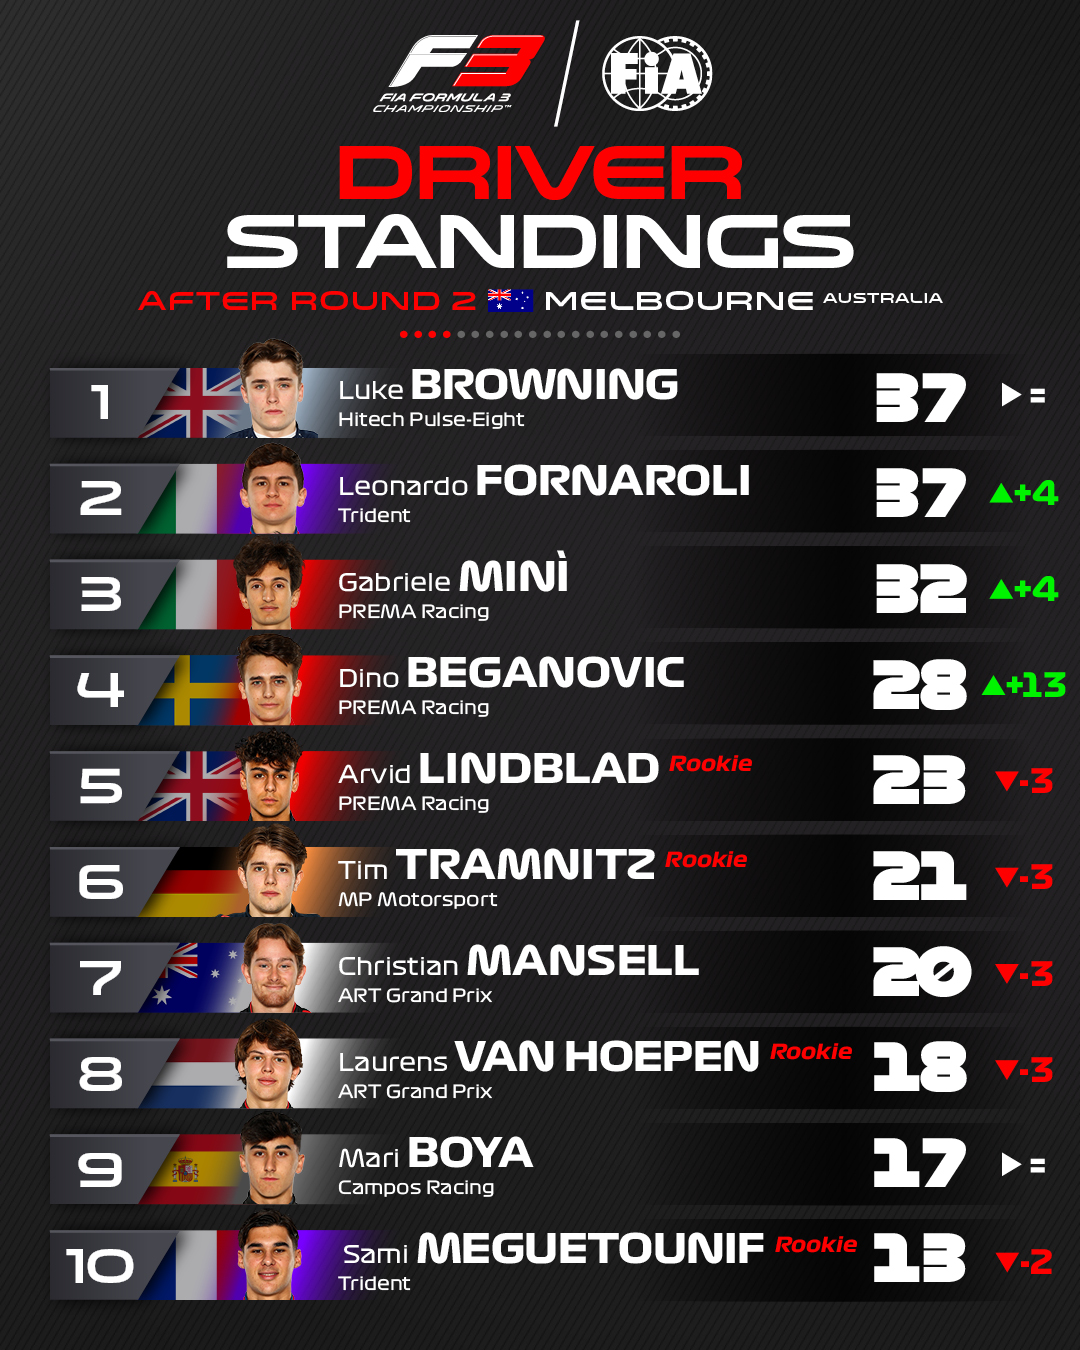 F3
FIA FORMULA 3
CHAMPIONSHIP™
FiA
DRIVER
STANDINGS
AFTER ROUND 2 MELBOURNE AUSTRALIA
1 Luke BROWNING 37 =
Hitech Pulse-Eight
2 Leonardo FORNAROLI 37 +4
Trident
3 Gabriele MINÌ 32 +4
PREMA Racing
4 Dino BEGANOVIC 28 +13
PREMA Racing
5 Arvid LINDBLAD Rookie 23 -3
PREMA Racing
6 Tim TRAMNITZ Rookie 21 -3
MP Motorsport
7 Christian MANSELL 20 -3
ART Grand Prix
8 Laurens VAN HOEPEN Rookie 18 -3
ART Grand Prix
9 Mari BOYA 17 =
Campos Racing
10 Sami MEGUETOUNIF Rookie 13 -2
Trident